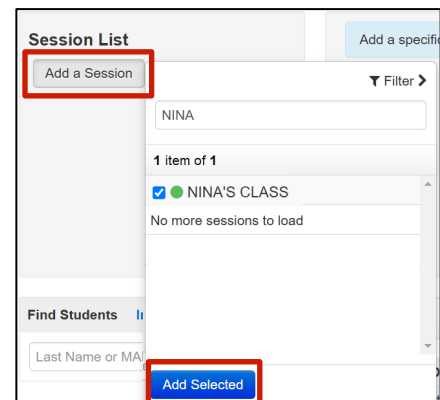 Session List
Add a specific
Add a Session
Filter
NINA
1 item of 1
NINA'S CLASS
No more sessions to load
Find Students
Last Name or
Add Selected